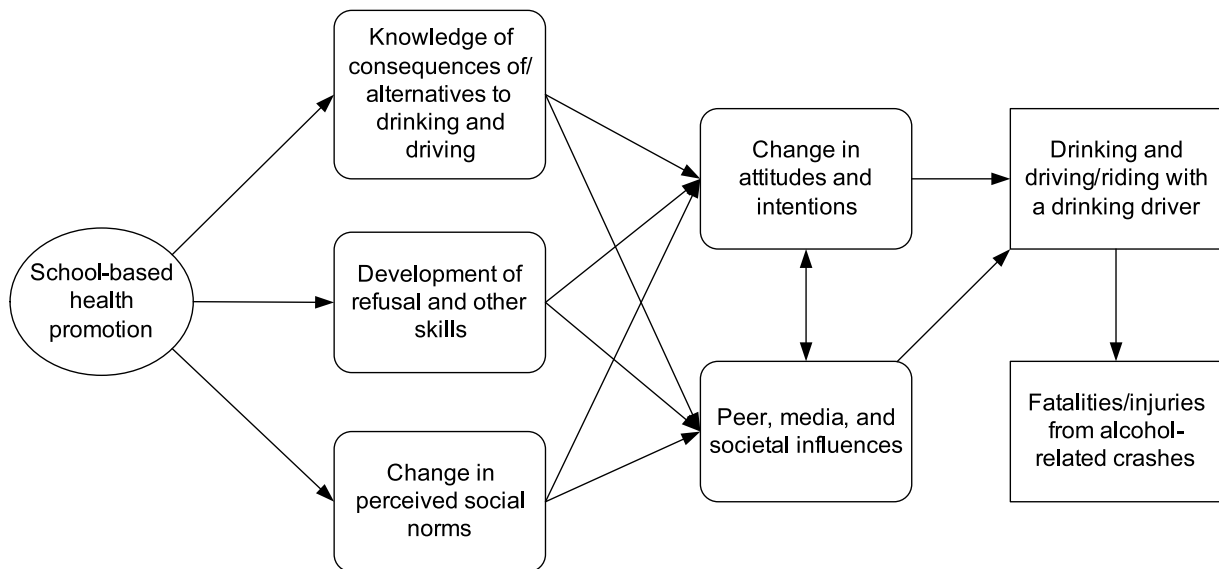 School-based
health
promotion
Knowledge of
consequences of/
alternatives to
drinking and
driving
Development of
refusal and other
skills
Change in
perceived social
norms
Change in
attitudes and
intentions
Peer, media, and
societal influences
Drinking and
driving/riding with
a drinking driver
Fatalities/injuries
from alcohol-
related crashes